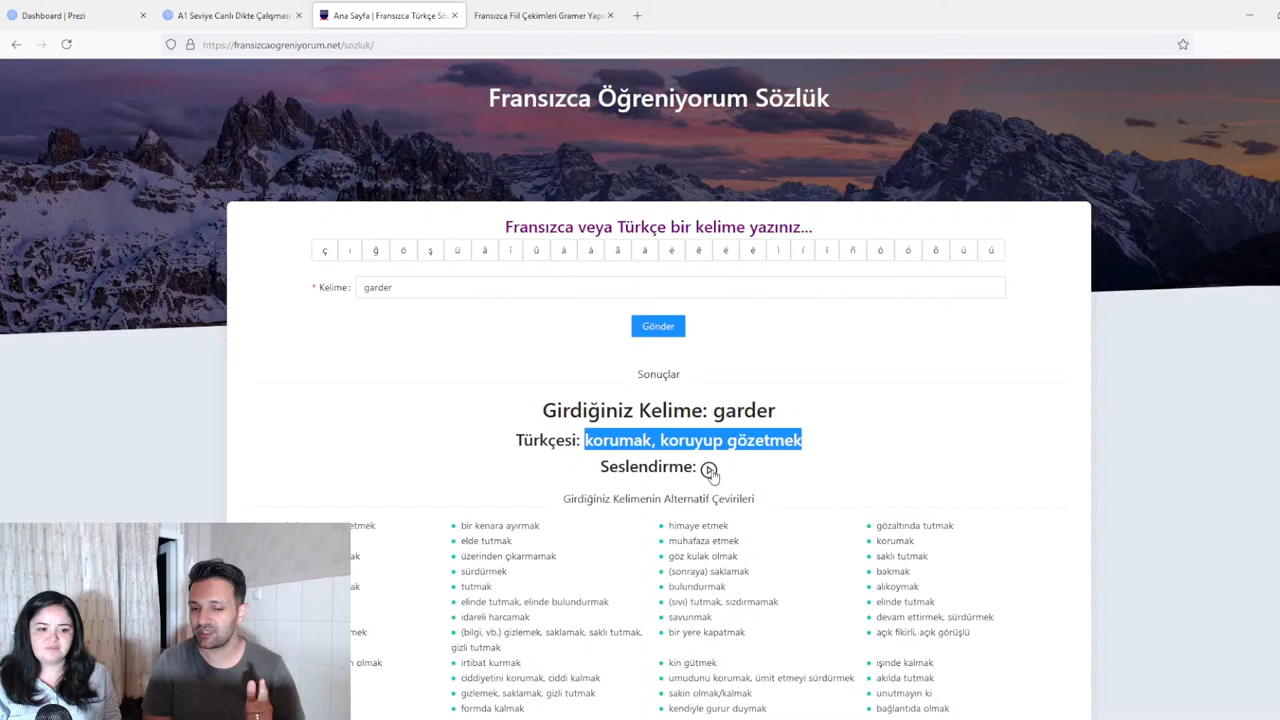 Dashboard | Prezi
A1 Seviye Canlı Dikte Çalışması
Ana Sayfa | Fransızca Türkçe Sö
Fransızca Fiil Çekimleri Gramer Yapı
https://fransizcaogreniyorum.net/sozluk/
Fransızca Öğreniyorum Sözlük
Fransızca veya Türkçe bir kelime yazınız...
* Kelime: garder
Gönder
Sonuçlar
Girdiğiniz Kelime: garder
Türkçesi: korumak, koruyup gözetmek
Seslendirme:
Girdiğiniz Kelimenin Alternatif Çevirileri
bir kenara ayırmak himaye etmek gözaltında tutmak
elde tutmak muhafaza etmek korumak
üzerinden çıkarmamak göz kulak olmak saklı tutmak
sürdürmek (sonraya) saklamak bakmak
tutmak bulundurmak alıkoymak
elinde tutmak, elinde bulundurmak (sıvı) tutmak, sızdırmamak elinde tutmak
idareli harcamak savunmak devam ettirmek, sürdürmek
(bilgi, vb.) gizlemek, saklamak, saklı tutmak, bir yere kapatmak açık fikirli, açık görüşlü
gizli tutmak
irtibat kurmak kin gütmek işinde kalmak
ciddiyetini korumak, ciddi kalmak umudunu korumak, ümit etmeyi sürdürmek akılda tutmak
gizlemek, saklamak, gizli tutmak sakin olmak/kalmak unutmayın ki
formda kalmak kendiyle gurur duymak bağlantıda olmak